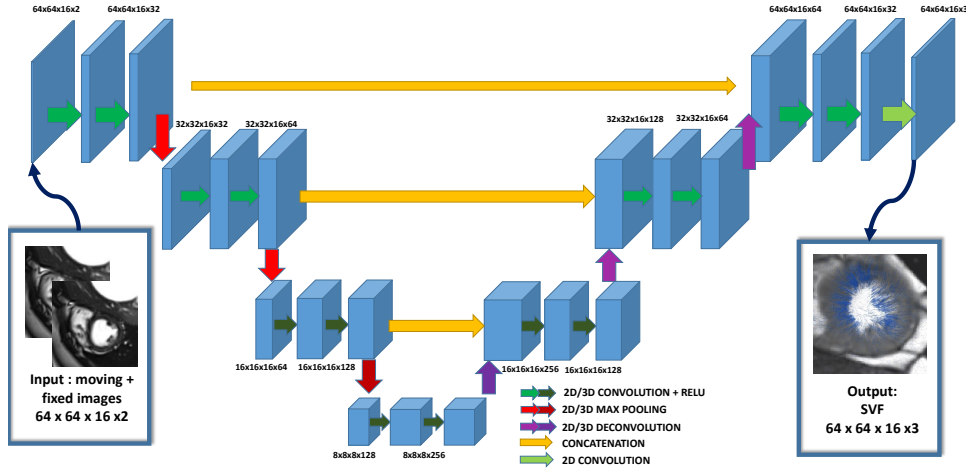 64x64x16x2
64x64x16x32
64x64x16x64
64x64x16x32
64x64x16x3
32x32x16x32
32x32x16x64
32x32x16x128
32x32x16x64
16x16x16x64
16x16x16x128
16x16x16x256
16x16x16x128
8x8x8x128
8x8x8x256
Input : moving +
fixed images
64 x 64 x 16 x2
2D/3D CONVOLUTION + RELU
2D/3D MAX POOLING
2D/3D DECONVOLUTION
CONCATENATION
2D CONVOLUTION
Output:
SVF
64 x 64 x 16 x3